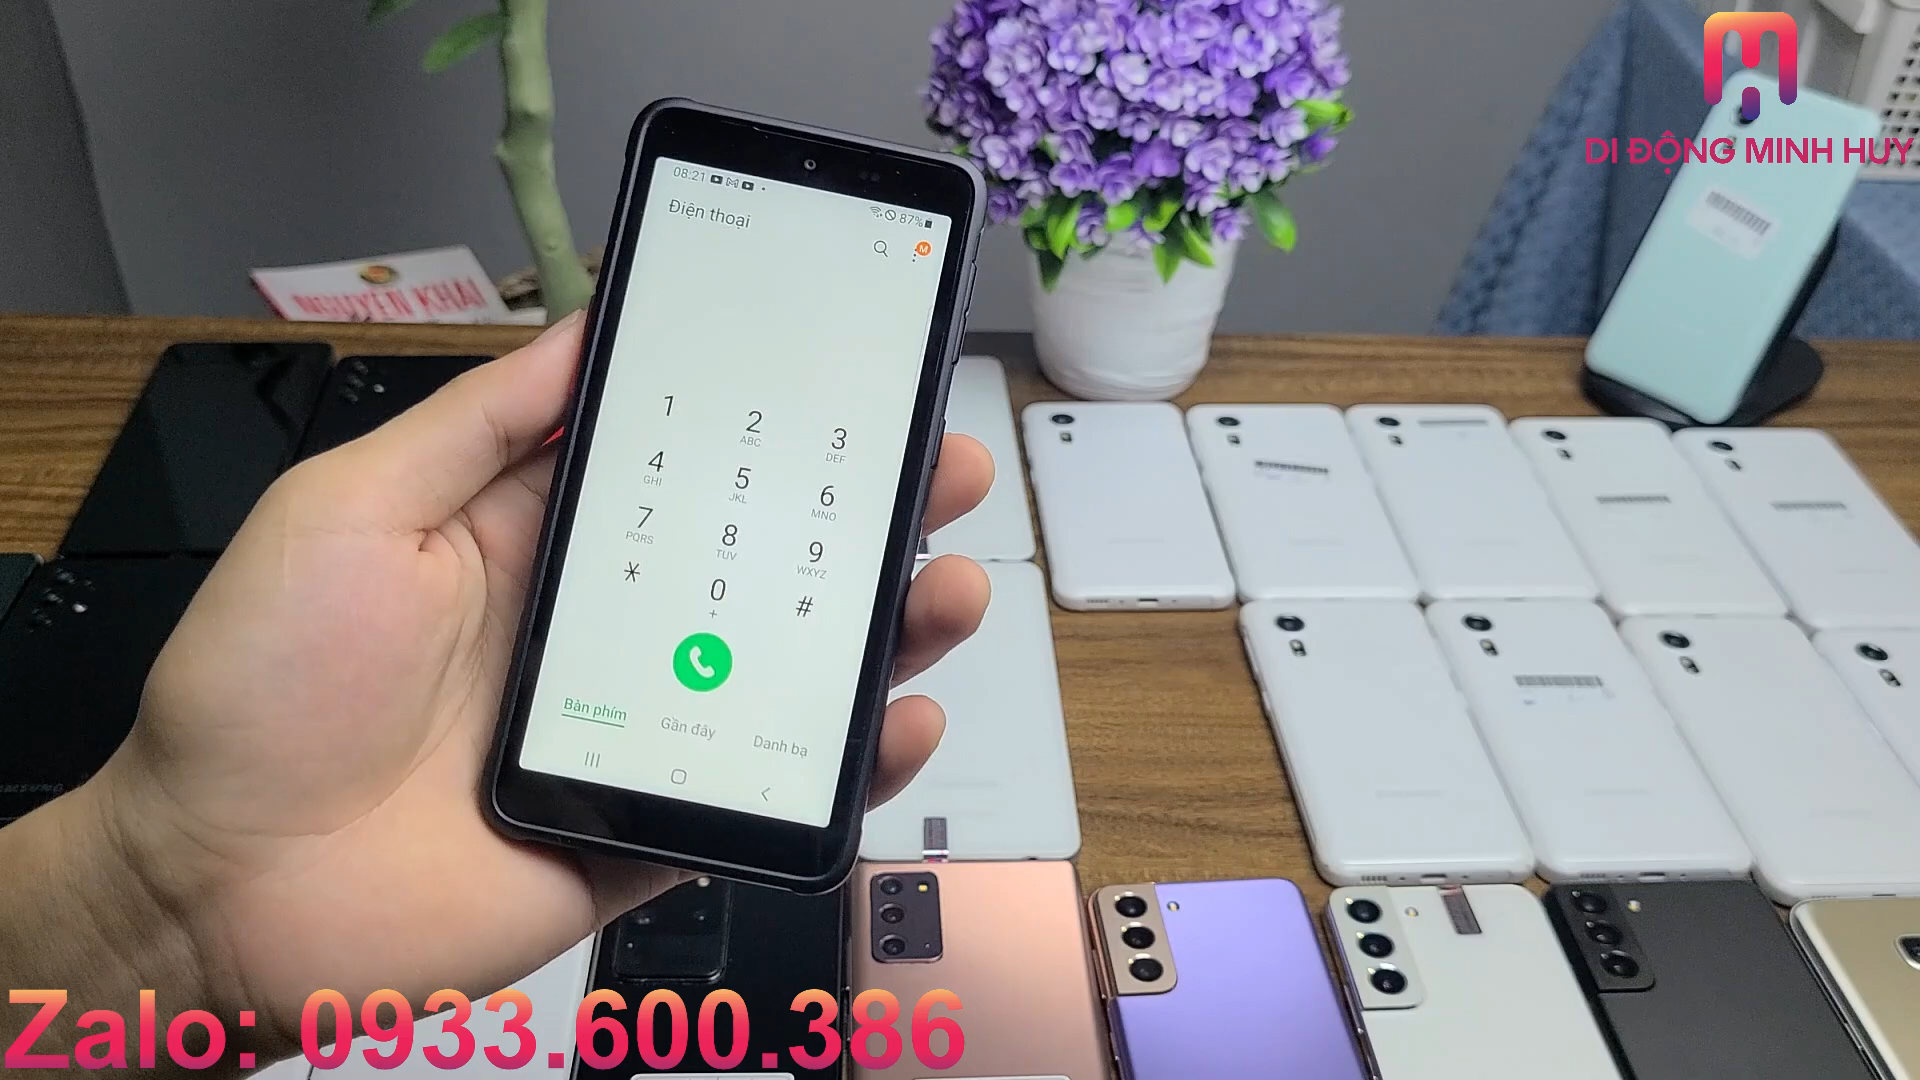 DI ĐỘNG MINH HUY
NGUYEN KHAI
08:21
87%
Điện thoại
1
2
ABC
3
DEF
4
GHI
5
JKL
6
MNO
7
PQRS
8
TUV
9
WXYZ
*
0
+
#
Bàn phím
Gần đây
Danh bạ
Zalo: 0933.600.386